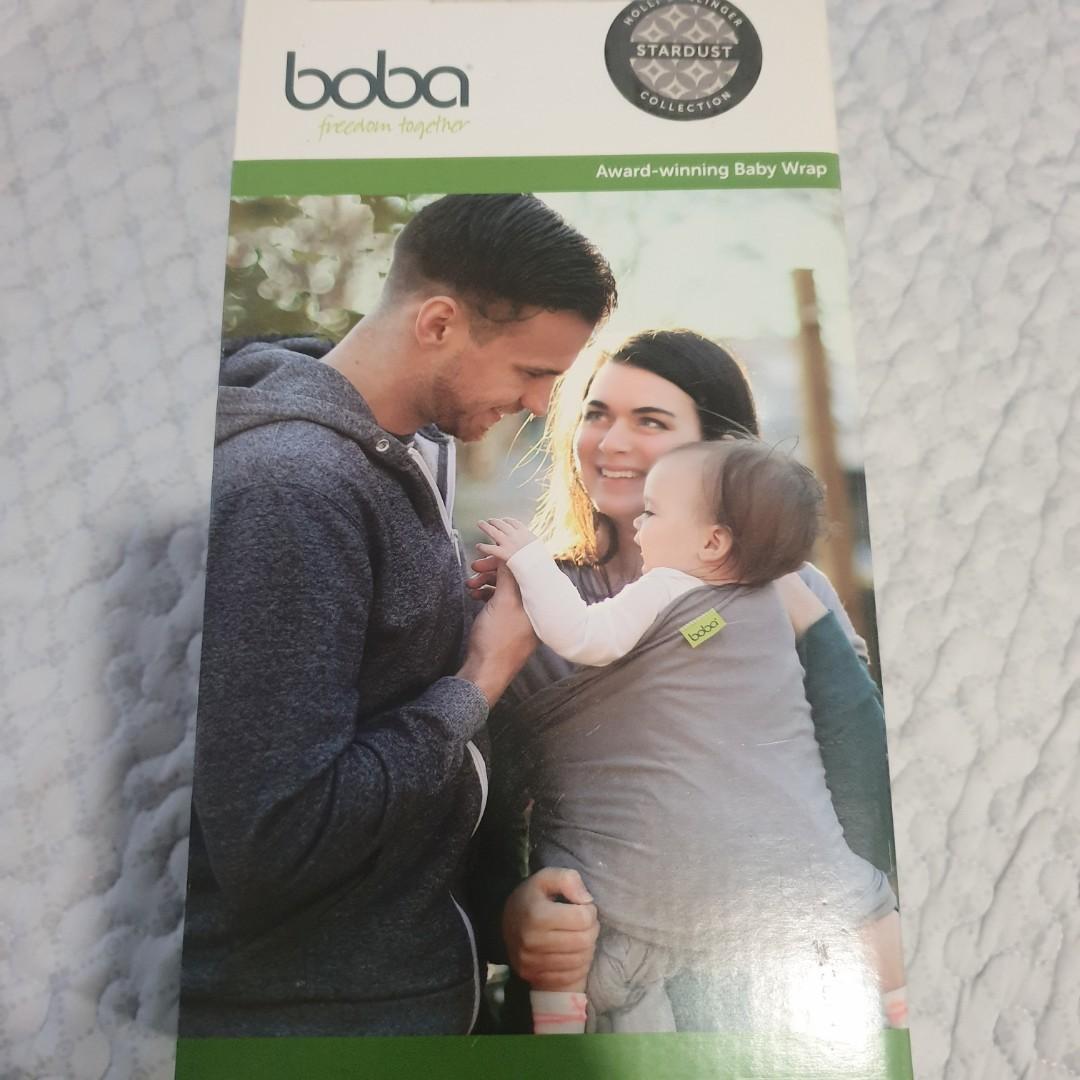 boba
freedom together
STARDUST
COLLECTION
Award-winning Baby Wrap
boba